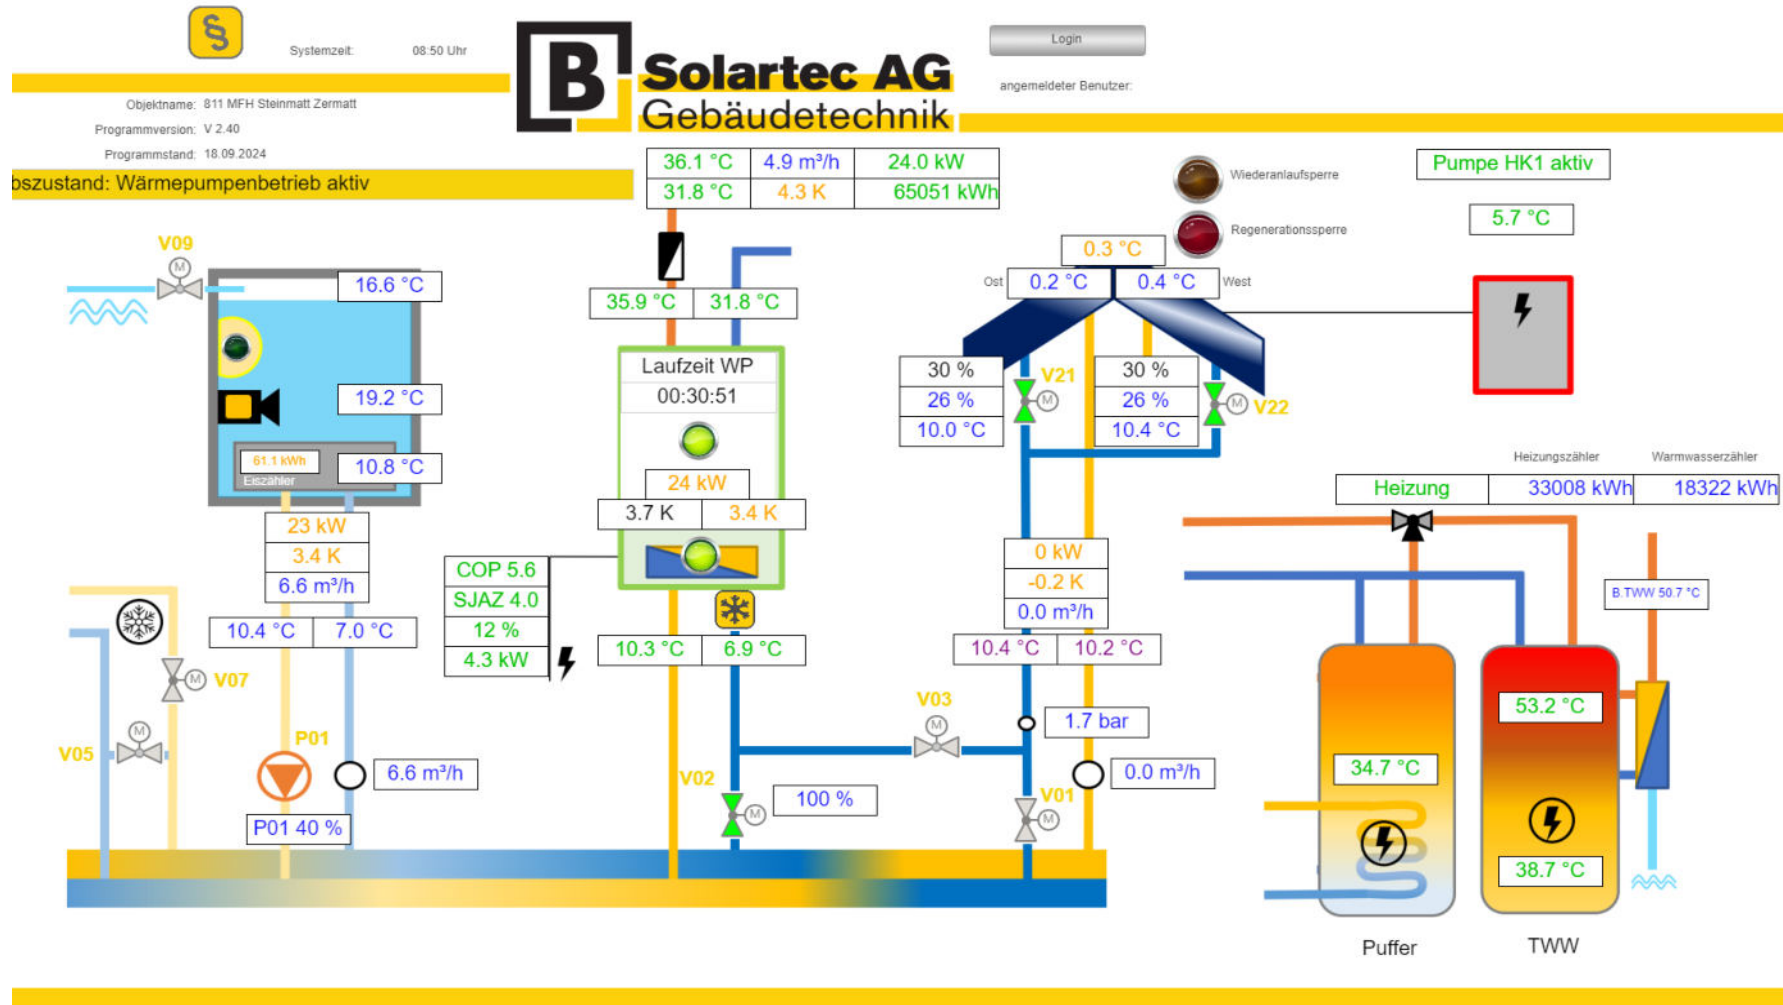 §
Systemzeit: 08:50 Uhr
Login
B
Solartec AG
Gebäudetechnik
angemeldeter Benutzer:
Objektname: 811 MFH Steinmatt Zermatt
Programmversion: V 2.40
Programmstand: 18.09.2024
bszustand: Wärmepumpenbetrieb aktiv
36.1 °C 4.9 m³/h 24.0 kW
31.8 °C 4.3 K 65051 kWh
Wiederanlaufsperre
Regenerationssperre
Pumpe HK1 aktiv
5.7 °C
V09
M
16.6 °C
19.2 °C
10.8 °C
61.1 kWh
Eiszähler
35.9 °C 31.8 °C
0.3 °C
Ost 0.2 °C 0.4 °C West
Laufzeit WP
00:30:51
24 kW
3.7 K 3.4 K
30 %
26 %
10.0 °C
V21
M
30 %
26 %
10.4 °C
M V22
Heizungszähler Warmwasserzähler
Heizung 33008 kWh 18322 kWh
23 kW
3.4 K
6.6 m³/h
10.4 °C 7.0 °C
COP 5.6
SJAZ 4.0
12 %
4.3 kW
10.3 °C 6.9 °C
0 kW
-0.2 K
0.0 m³/h
10.4 °C 10.2 °C
B.TWW 50.7 °C
M V07
V05 M
P01
6.6 m³/h
P01 40 %
V03
M
1.7 bar
V02
M
100 %
0.0 m³/h
V01
M
34.7 °C
53.2 °C
38.7 °C
Puffer
TWW